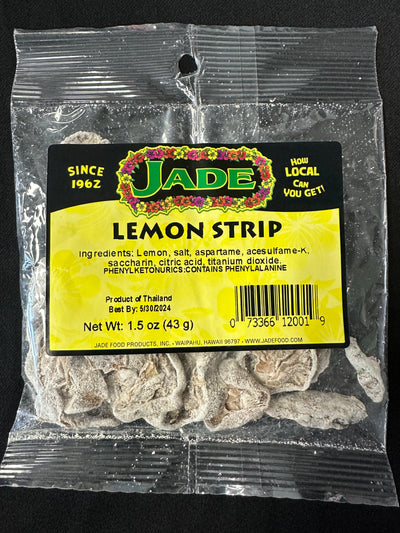 SINCE
1962
JADE
HOW
LOCAL
CAN
YOU GET!
LEMON STRIP
Ingredients: Lemon, salt, aspartame, acesulfame-K,
saccharin, citric acid, titanium dioxide.
PHENYLKETONURICS:CONTAINS PHENYLALANINE
Product of Thailand
Best By: 5/30/2024
Net Wt: 1.5 oz (43 g)
0 73366 12001 9
JADE FOOD PRODUCTS, INC. - WAIPAHU, HAWAII 96797 - WWW.JADEFOOD.COM